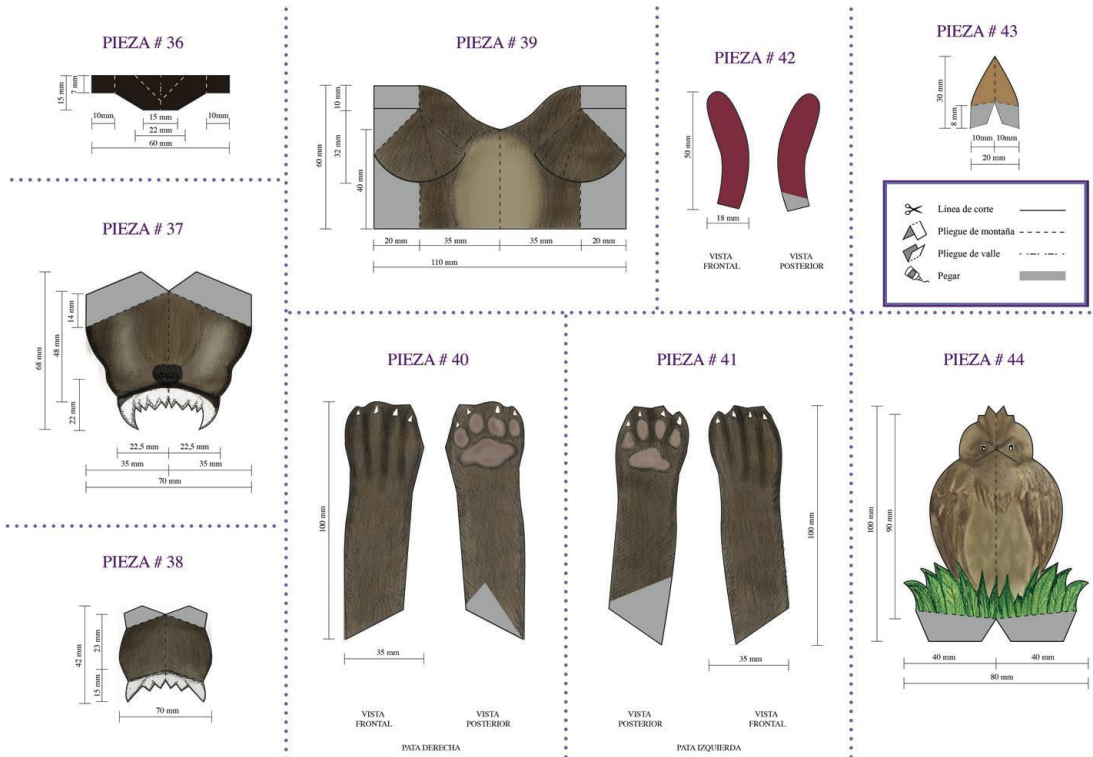 PIEZA # 36
7 mm
15 mm
10mm
15 mm
10mm
22 mm
60 mm
PIEZA # 37
14 mm
48 mm
68 mm
22 mm
22,5 mm
22,5 mm
35 mm
35 mm
70 mm
PIEZA # 38
23 mm
42 mm
15 mm
70 mm
PIEZA # 39
10 mm
32 mm
60 mm
40 mm
20 mm
35 mm
35 mm
20 mm
110 mm
PIEZA # 42
50 mm
18 mm
VISTA
FRONTAL
VISTA
POSTERIOR
PIEZA # 43
30 mm
8 mm
10mm
10mm
20 mm
Línea de corte
Pliegue de montaña
Pliegue de valle
Pegar
PIEZA # 40
100 mm
35 mm
VISTA
FRONTAL
VISTA
POSTERIOR
PATA DERECHA
PIEZA # 41
100 mm
35 mm
VISTA
POSTERIOR
VISTA
FRONTAL
PATA IZQUIERDA
PIEZA # 44
100 mm
90 mm
40 mm
40 mm
80 mm